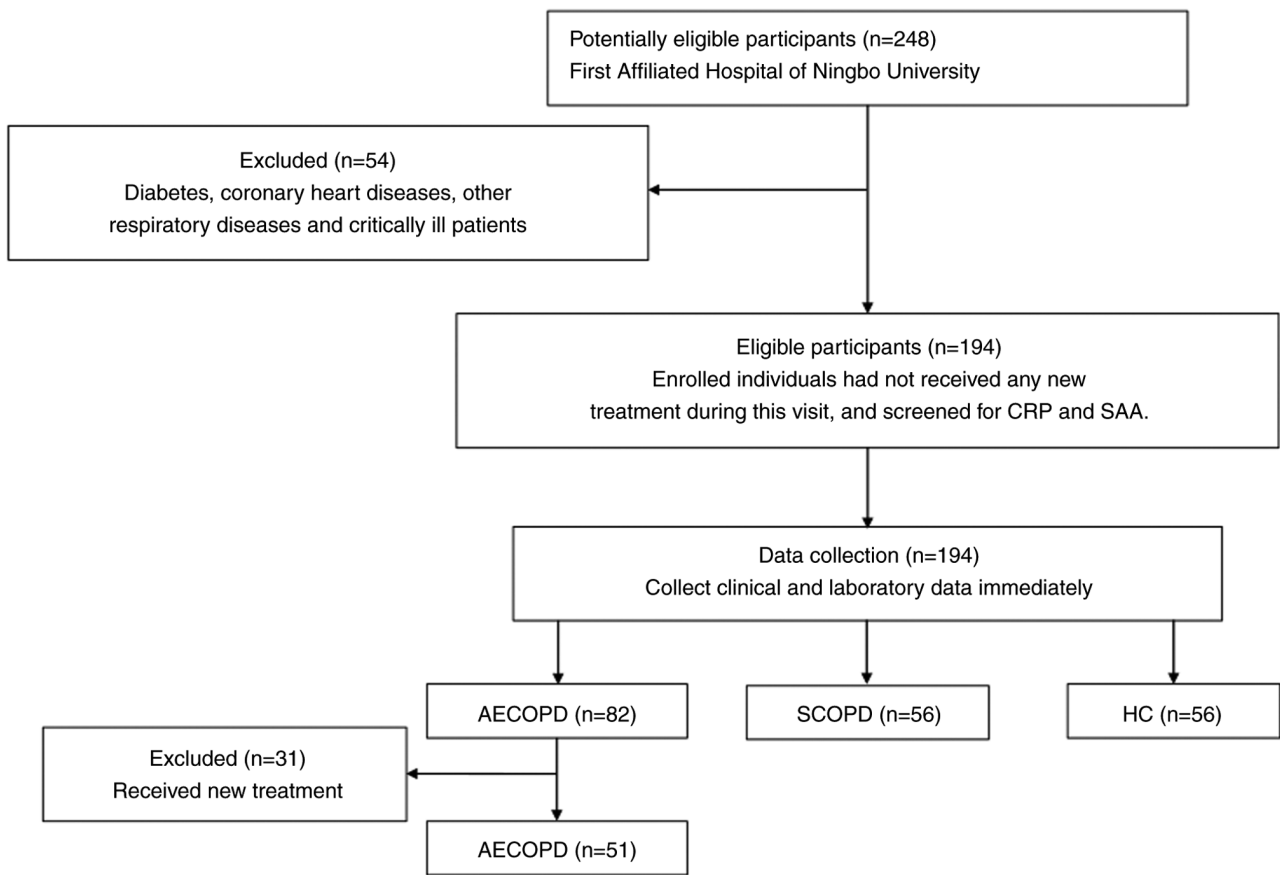 Potentially eligible participants (n=248)
First Affiliated Hospital of Ningbo University
Excluded (n=54)
Diabetes, coronary heart diseases, other
respiratory diseases and critically ill patients
Eligible participants (n=194)
Enrolled individuals had not received any new
treatment during this visit, and screened for CRP and SAA.
Data collection (n=194)
Collect clinical and laboratory data immediately
AECOPD (n=82)
SCOPD (n=56)
HC (n=56)
Excluded (n=31)
Received new treatment
AECOPD (n=51)